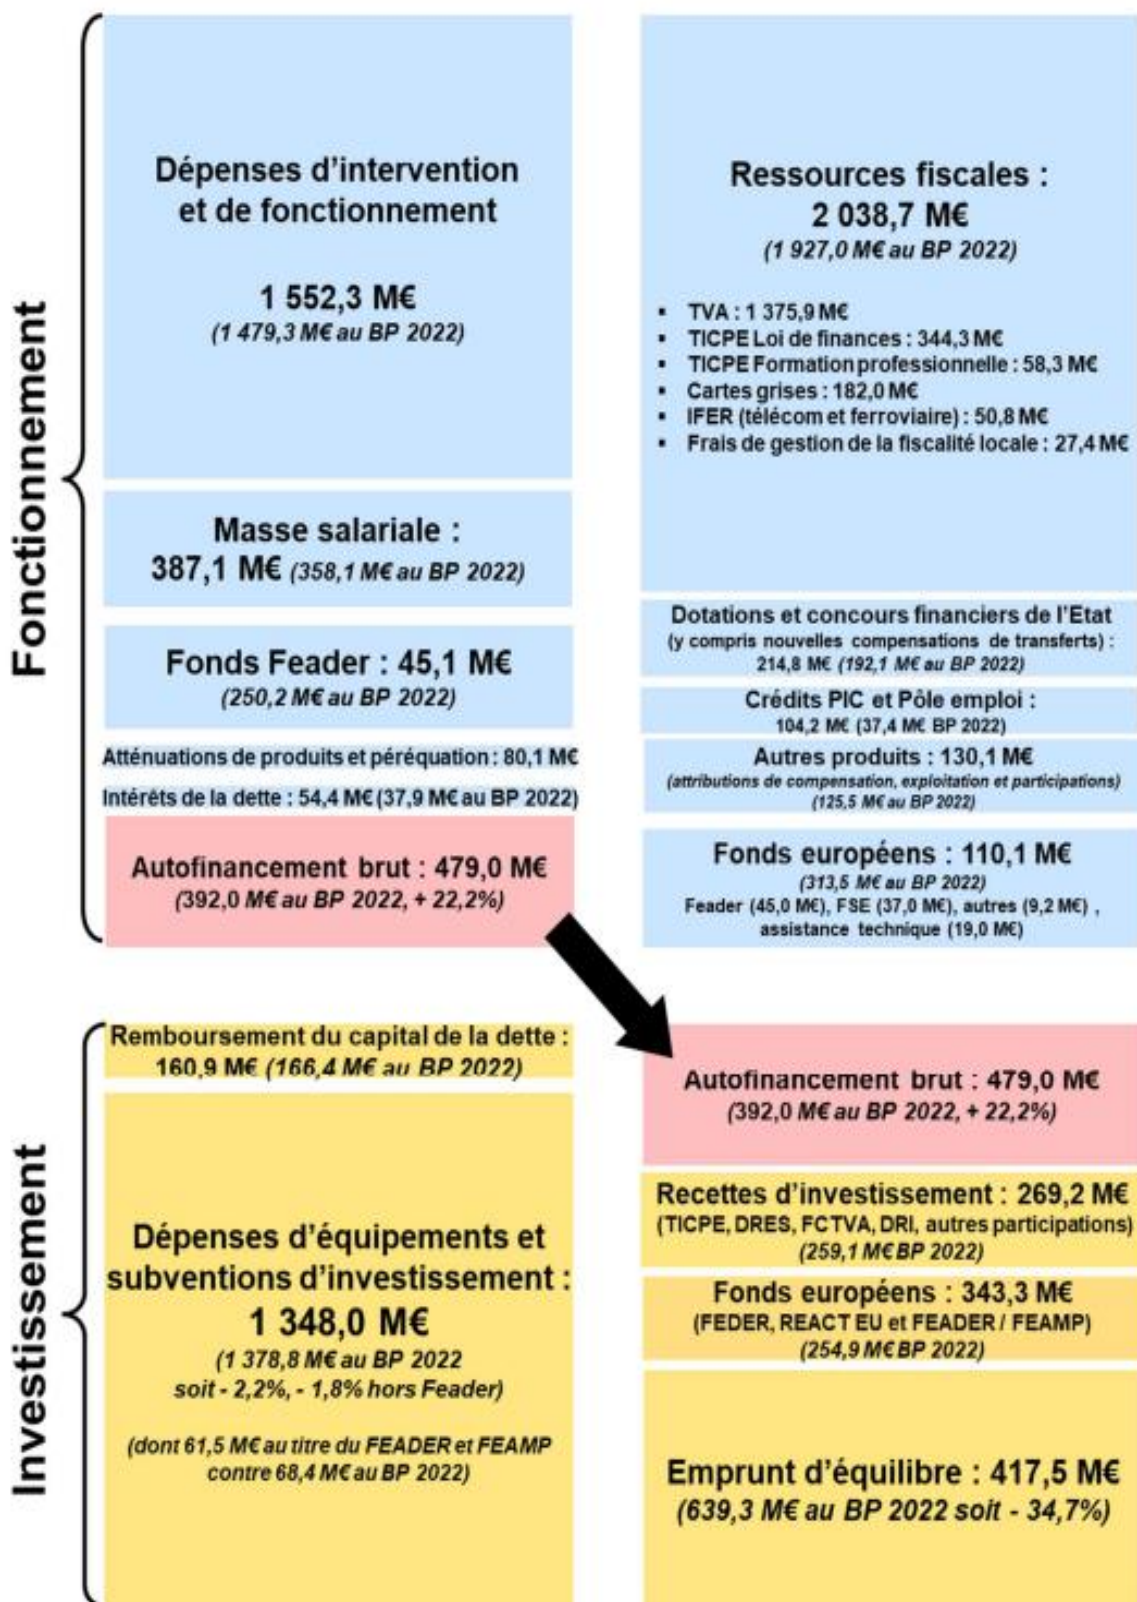 Fonctionnement
Dépenses d'intervention
et de fonctionnement
1 552,3 M€
(1 479,3 M€ au BP 2022)
Masse salariale :
387,1 M€ (358,1 M€ au BP 2022)
Fonds Feader : 45,1 M€
(250,2 M€ au BP 2022)
Atténuations de produits et péréquation : 80,1 M€
Intérêts de la dette : 54,4 M€ (37,9 M€ au BP 2022)
Autofinancement brut : 479,0 M€
(392,0 M€ au BP 2022, + 22,2%)
Ressources fiscales :
2 038,7 M€
(1 927,0 M€ au BP 2022)
▪ TVA : 1 375,9 M€
▪ TICPE Loi de finances : 344,3 M€
▪ TICPE Formation professionnelle : 58,3 M€
▪ Cartes grises : 182,0 M€
▪ IFER (télécom et ferroviaire) : 50,8 M€
▪ Frais de gestion de la fiscalité locale : 27,4 M€
Dotations et concours financiers de l'Etat
(y compris nouvelles compensations de transferts) :
214,8 M€ (192,1 M€ au BP 2022)
Crédits PIC et Pôle emploi :
104,2 M€ (37,4 M€ BP 2022)
Autres produits : 130,1 M€
(attributions de compensation, exploitation et participations)
(125,5 M€ au BP 2022)
Fonds européens : 110,1 M€
(313,5 M€ au BP 2022)
Feader (45,0 M€), FSE (37,0 M€), autres (9,2 M€) ,
assistance technique (19,0 M€)
Investissement
Remboursement du capital de la dette :
160,9 M€ (166,4 M€ au BP 2022)
Dépenses d'équipements et
subventions d'investissement :
1 348,0 M€
(1 378,8 M€ au BP 2022
soit - 2,2%, - 1,8% hors Feader)
(dont 61,5 M€ au titre du FEADER et FEAMP
contre 68,4 M€ au BP 2022)
Autofinancement brut : 479,0 M€
(392,0 M€ au BP 2022, + 22,2%)
Recettes d'investissement : 269,2 M€
(TICPE, DRES, FCTVA, DRI, autres participations)
(259,1 M€ BP 2022)
Fonds européens : 343,3 M€
(FEDER, REACT EU et FEADER / FEAMP)
(254,9 M€ BP 2022)
Emprunt d'équilibre : 417,5 M€
(639,3 M€ au BP 2022 soit - 34,7%)